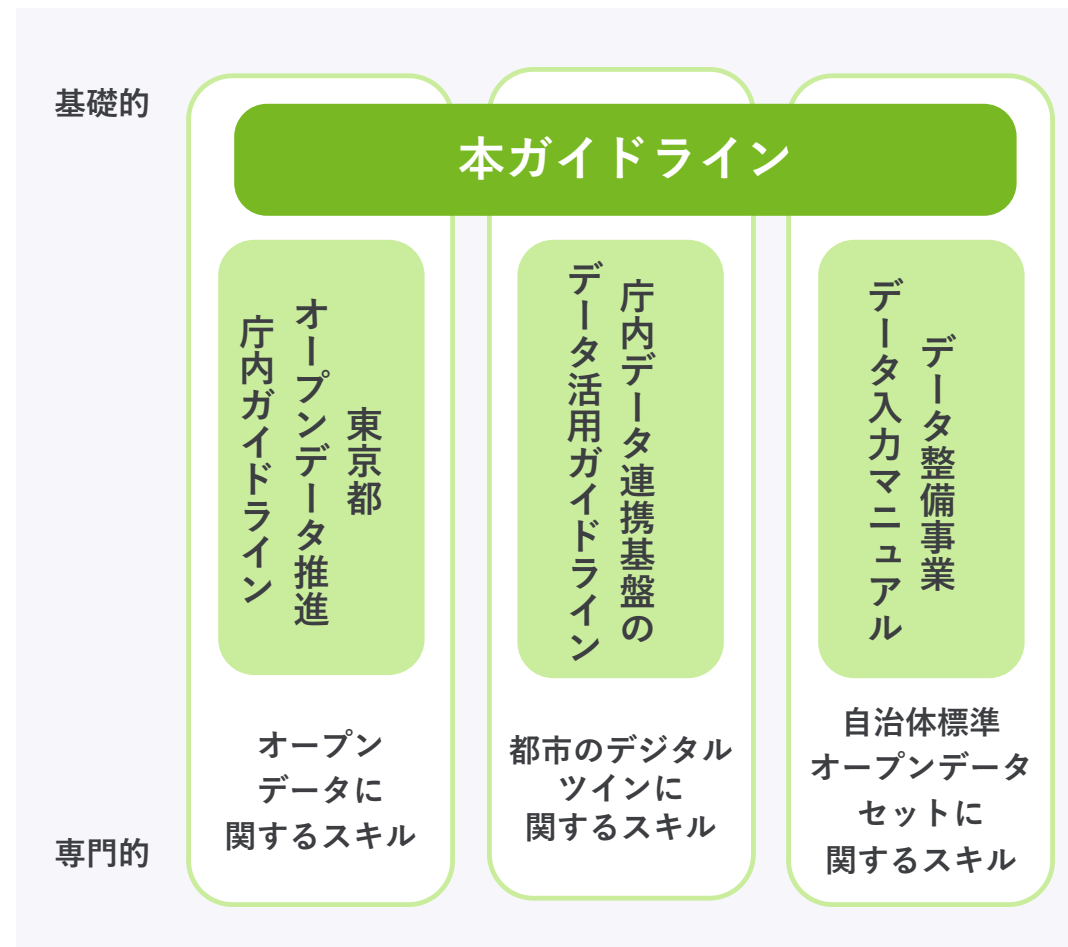 基礎的
本ガイドライン
東京都
オープンデータ推進
庁内ガイドライン
庁内データ連携基盤の
データ活用ガイドライン
データ整備事業
データ入力マニュアル
オープン
データに
関するスキル
都市のデジタル
ツインに
関するスキル
自治体標準
オープンデータ
セットに
関するスキル
専門的